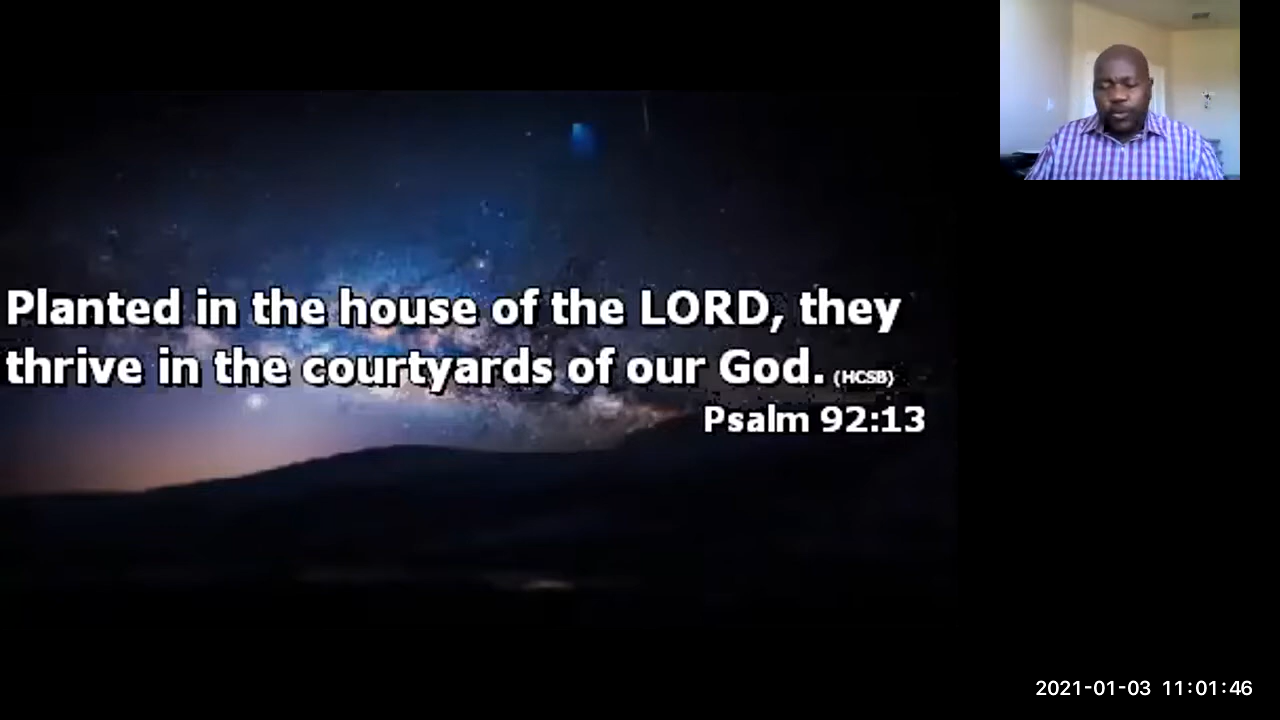 Planted in the house of the LORD, they
thrive in the courtyards of our God. (HCSB)
Psalm 92:13
2021-01-03 11:01:46